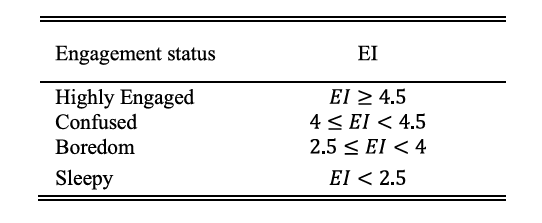 Engagement status EI
Highly Engaged EI ≥ 4.5
Confused 4 ≤ EI < 4.5
Boredom 2.5 ≤ EI < 4
Sleepy EI < 2.5